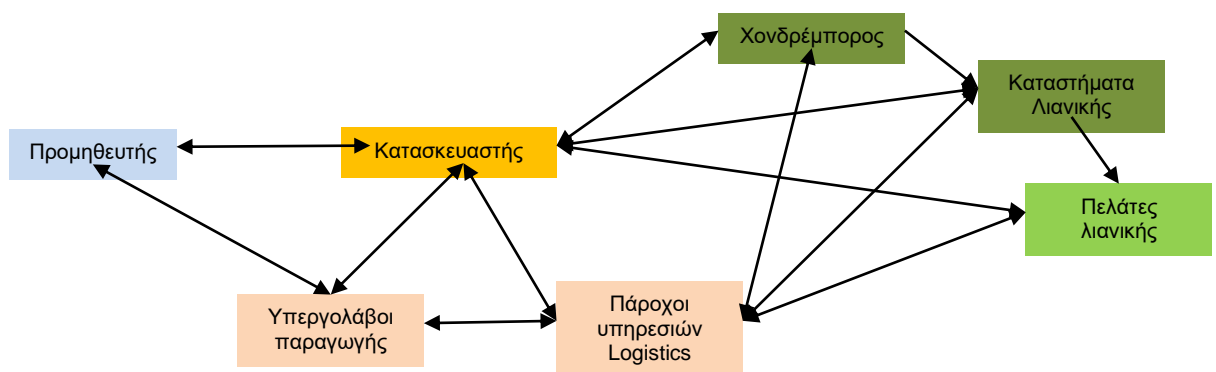 Χονδρέμπορος
Καταστήματα
Λιανικής
Προμηθευτής
Κατασκευαστής
Πελάτες
λιανικής
Υπεργολάβοι
παραγωγής
Πάροχοι
υπηρεσιών
Logistics